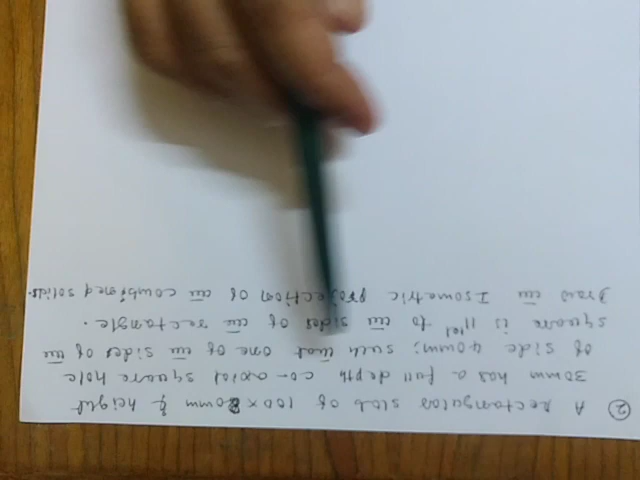 ② A Rectangular slab of 100 x 80mm & height
30mm has a full depth co-axial square hole
of side 40mm; such that one of the sides of the
square is 11lel to the sides of the rectangle.
Draw the Isometric projection of the combined solids.